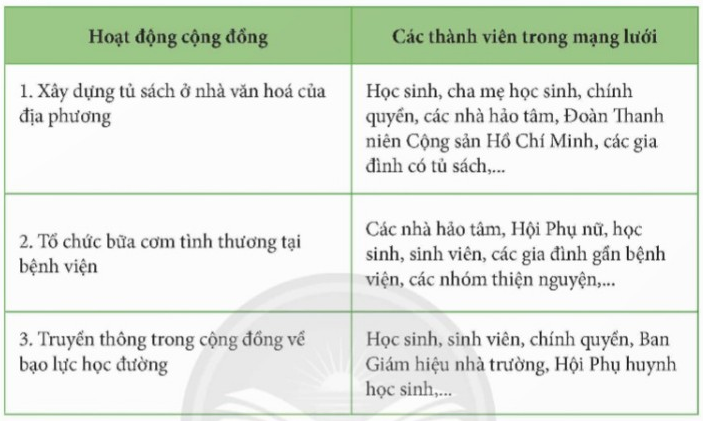 Hoạt động cộng đồng
Các thành viên trong mạng lưới
1. Xây dựng tủ sách ở nhà văn hoá của
địa phương
Học sinh, cha mẹ học sinh, chính
quyền, các nhà hảo tâm, Đoàn Thanh
niên Cộng sản Hồ Chí Minh, các gia
đình có tủ sách,...
2. Tổ chức bữa cơm tình thương tại
bệnh viện
Các nhà hảo tâm, Hội Phụ nữ, học
sinh, sinh viên, các gia đình gần bệnh
viện, các nhóm thiện nguyện,...
3. Truyền thông trong cộng đồng về
bạo lực học đường
Học sinh, sinh viên, chính quyền, Ban
Giám hiệu nhà trường, Hội Phụ huynh
học sinh,...